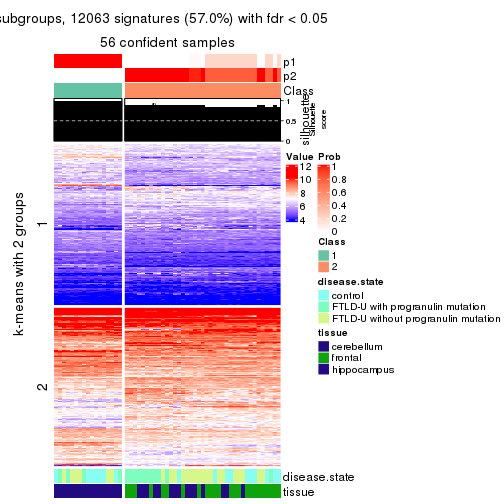 subgroups, 12063 signatures (57.0%) with fdr < 0.05
56 confident samples
p1
p2
Class
1
0.5
0
silhouette
Silhouette
score
k-means with 2 groups
1
2
Value
12
10
8
6
4
Prob
1
0.8
0.6
0.4
0.2
0
Class
1
2
disease.state
control
FTLD-U with progranulin mutation
FTLD-U without progranulin mutation
tissue
cerebellum
frontal
hippocampus
disease.state
tissue